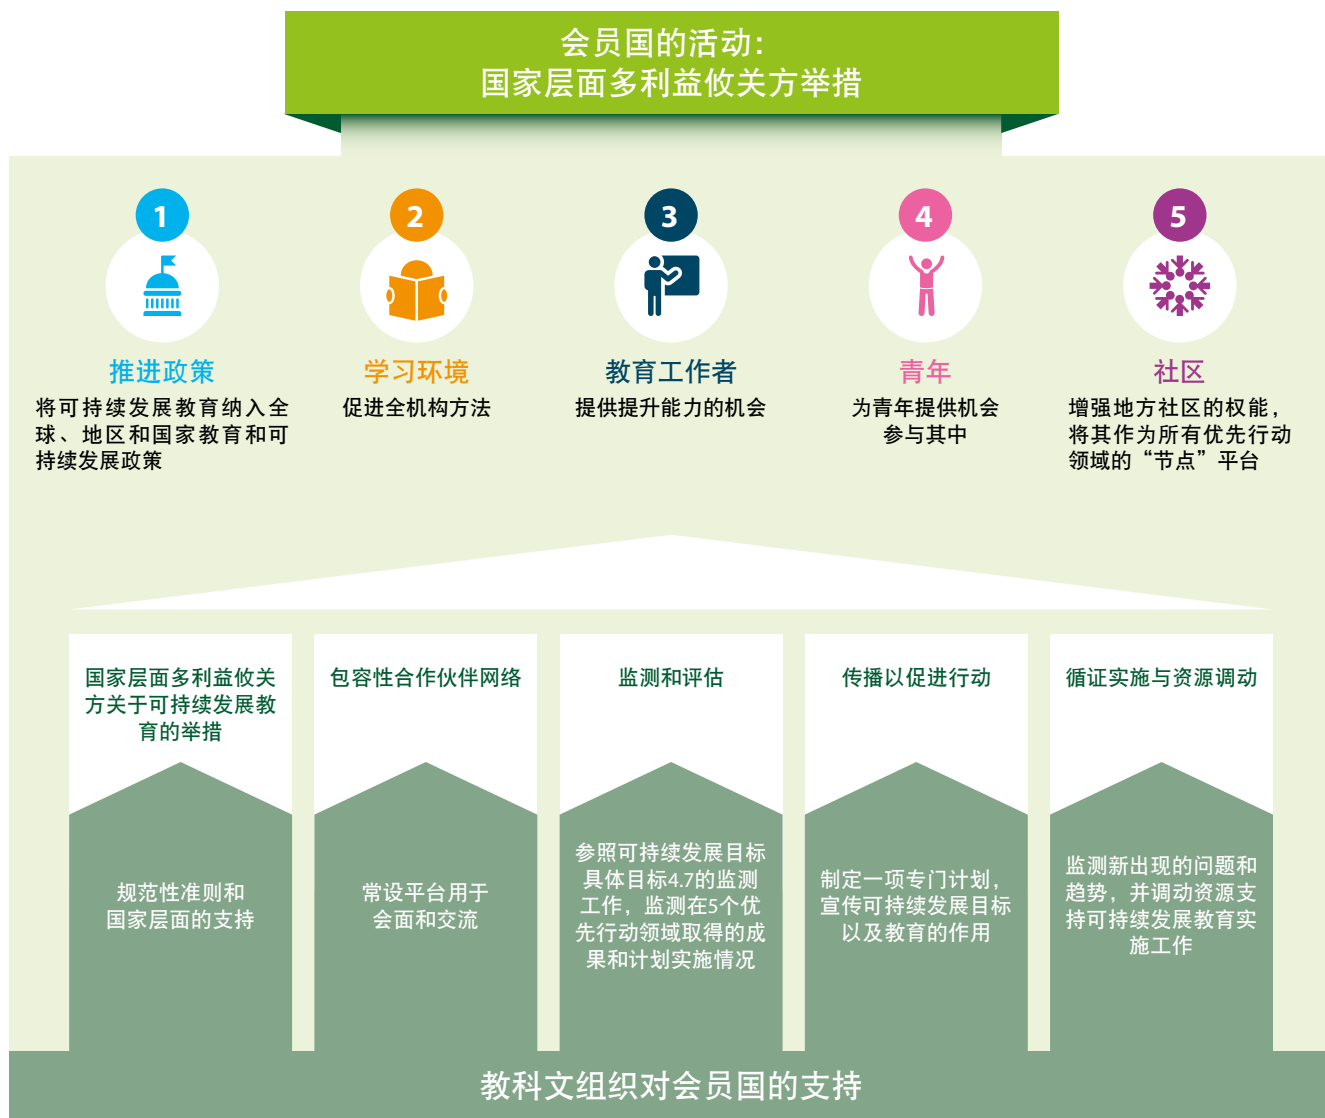 会员国的活动：
国家层面多利益攸关方举措
1
2
3
4
5
推进政策
将可持续发展教育纳入全
球、地区和国家教育和可
持续发展政策
学习环境
促进全机构方法
教育工作者
提供提升能力的机会
青年
为青年提供机会
参与其中
社区
增强地方社区的权能，
将其作为所有优先行动
领域的“节点”平台
国家层面多利益攸关
方关于可持续发展教
育的举措
包容性合作伙伴网络
监测和评估
传播以促进行动
循证实施与资源调动
规范性准则和
国家层面的支持
常设平台用于
会面和交流
参照可持续发展目标
具体目标4.7的监测
工作，监测在5个优
先行动领域取得的成
果和计划实施情况
制定一项专门计划，
宣传可持续发展目标
以及教育的作用
监测新出现的问题和
趋势，并调动资源支
持可持续发展教育实
施工作
教科文组织对会员国的支持